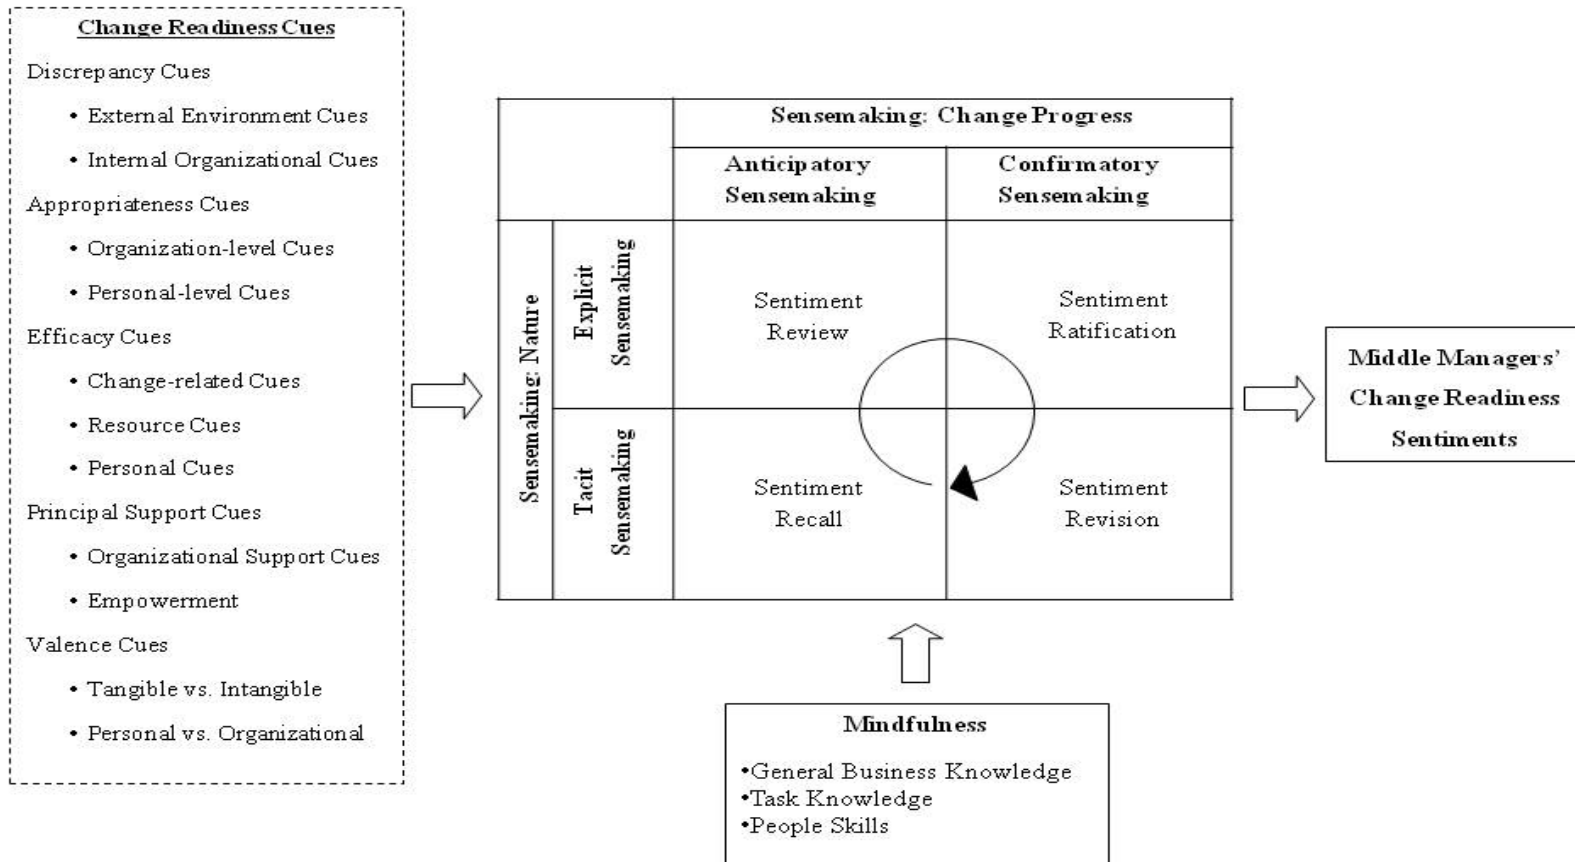 Change Readiness Cues
Discrepancy Cues
• External Environment Cues
• Internal Organizational Cues
Appropriateness Cues
• Organization-level Cues
• Personal-level Cues
Efficacy Cues
• Change-related Cues
• Resource Cues
• Personal Cues
Principal Support Cues
• Organizational Support Cues
• Empowerment
Valence Cues
• Tangible vs. Intangible
• Personal vs. Organizational
Sensemaking: Change Progress
Anticipatory
Sensemaking
Confirmatory
Sensemaking
Sensemaking: Nature
Explicit
Sensemaking
Sentiment
Review
Sentiment
Ratification
Tacit
Sensemaking
Sentiment
Recall
Sentiment
Revision
Mindfulness
•General Business Knowledge
•Task Knowledge
•People Skills
Middle Managers’
Change Readiness
Sentiments